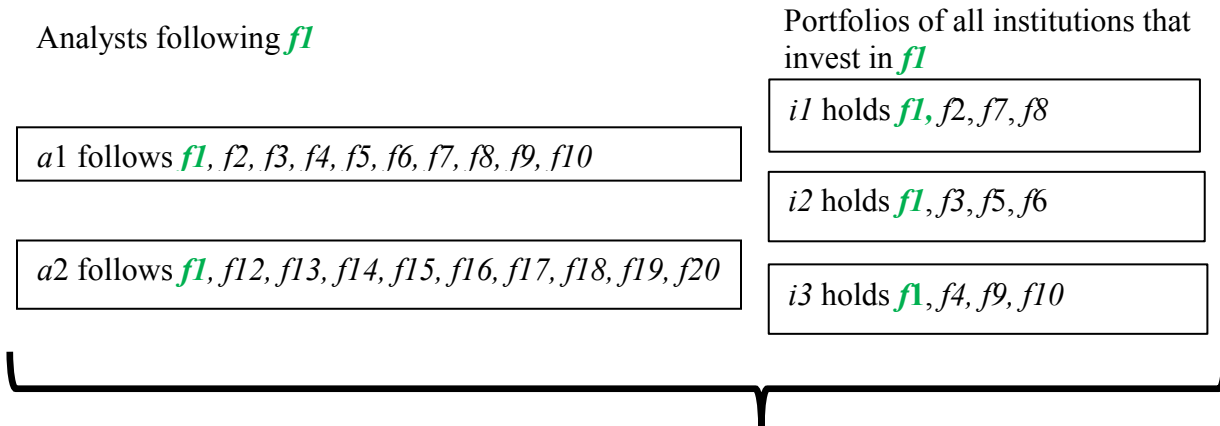 Analysts following f1
Portfolios of all institutions that
invest in f1
i1 holds f1, f2, f7, f8
a1 follows f1, f2, f3, f4, f5, f6, f7, f8, f9, f10
i2 holds f1, f3, f5, f6
a2 follows f1, f12, f13, f14, f15, f16, f17, f18, f19, f20
i3 holds f1, f4, f9, f10